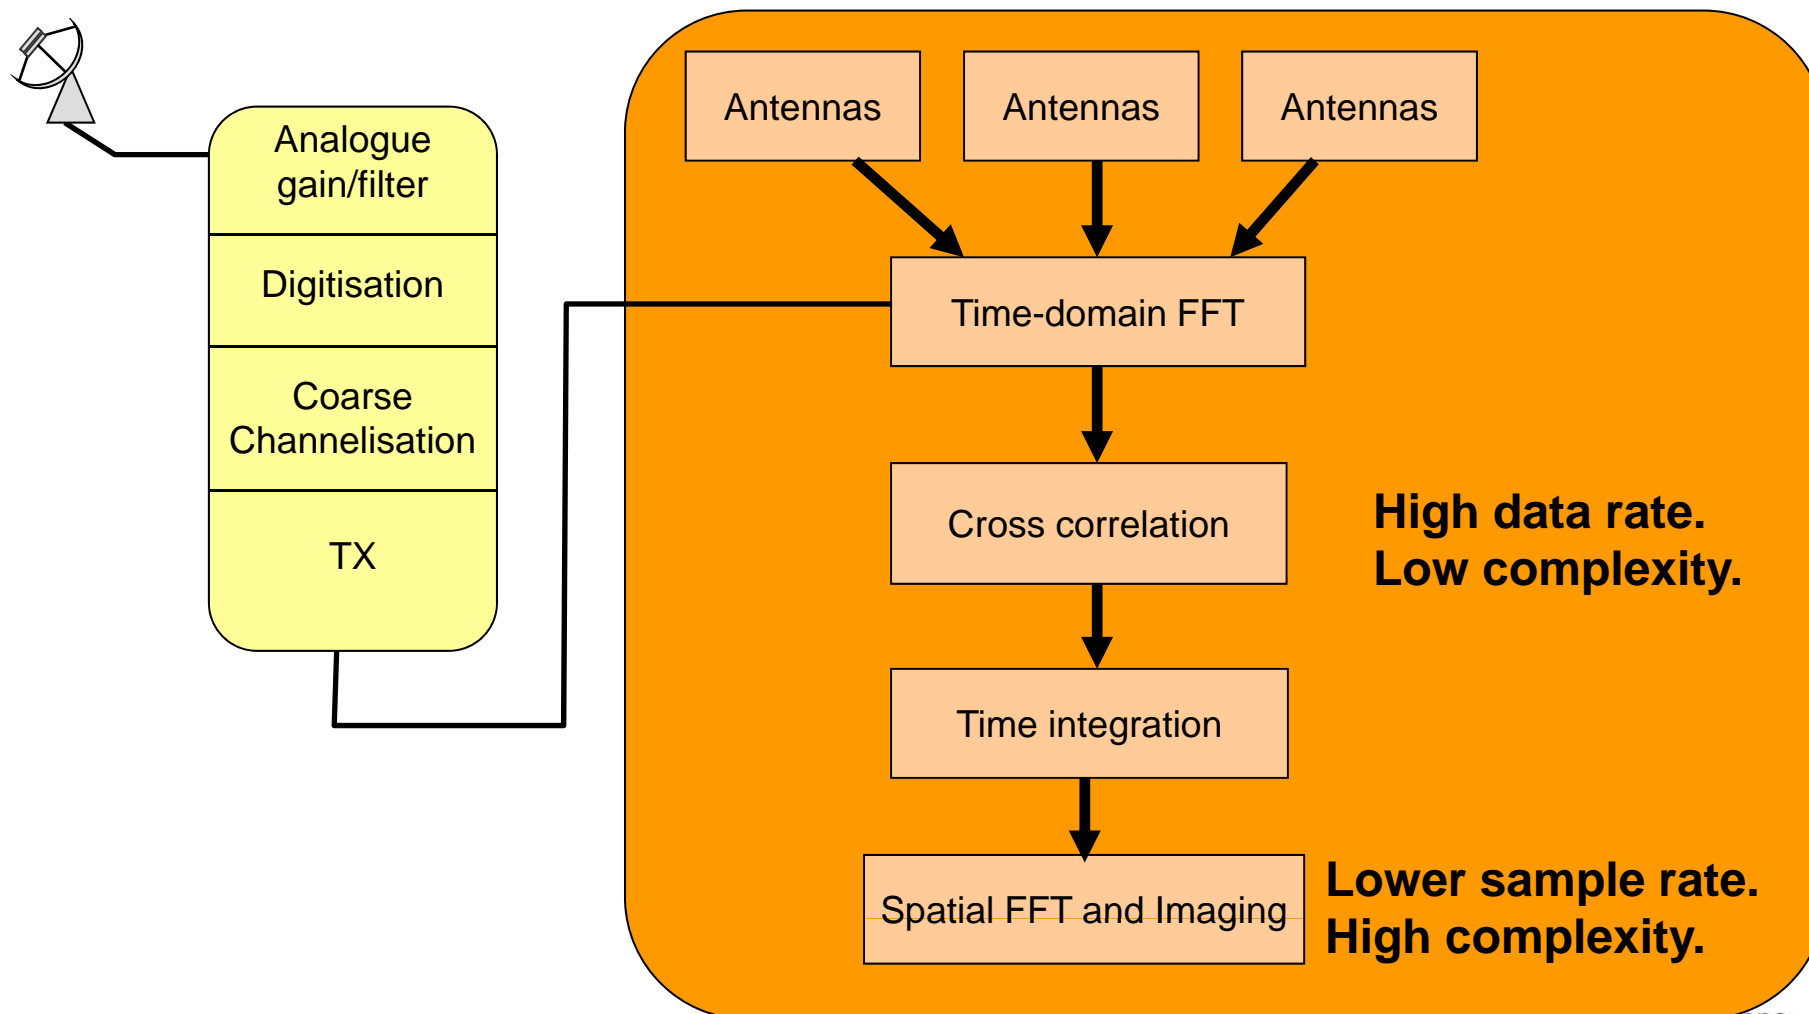 Analogue
gain/filter
Digitisation
Coarse
Channelisation
TX
Antennas
Antennas
Antennas
Time-domain FFT
Cross correlation
High data rate.
Low complexity.
Time integration
Spatial FFT and Imaging
Lower sample rate.
High complexity.